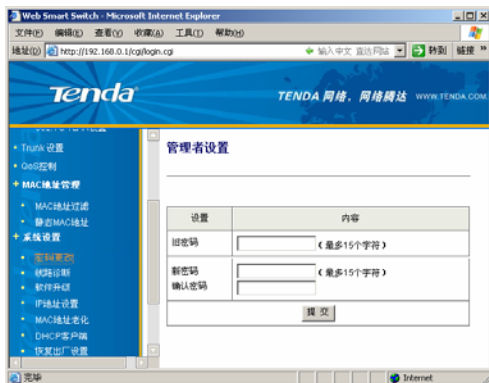 Web Smart Switch - Microsoft Internet Explorer
文件(F) 编辑(E) 查看(V) 收藏(A) 工具(T) 帮助(H)
地址(D) http://192.168.0.1/cgi/login.cgi 输入中文 直达网站 转到 链接 »
Tenda
TENDA 网络，网络腾达 WWW.TENDA.COM
• Trunk 设置
• QoS控制
+ MAC地址管理
• MAC地址过滤
• 静态MAC地址
+ 系统设置
• 密码更改
• 线路诊断
• 软件升级
• IP地址设置
• MAC地址老化
• DHCP客户端
• 恢复出厂设置
管理者设置
设置 内容
旧密码 (最多15个字符)
新密码 (最多15个字符)
确认密码
提 交
完毕 Internet